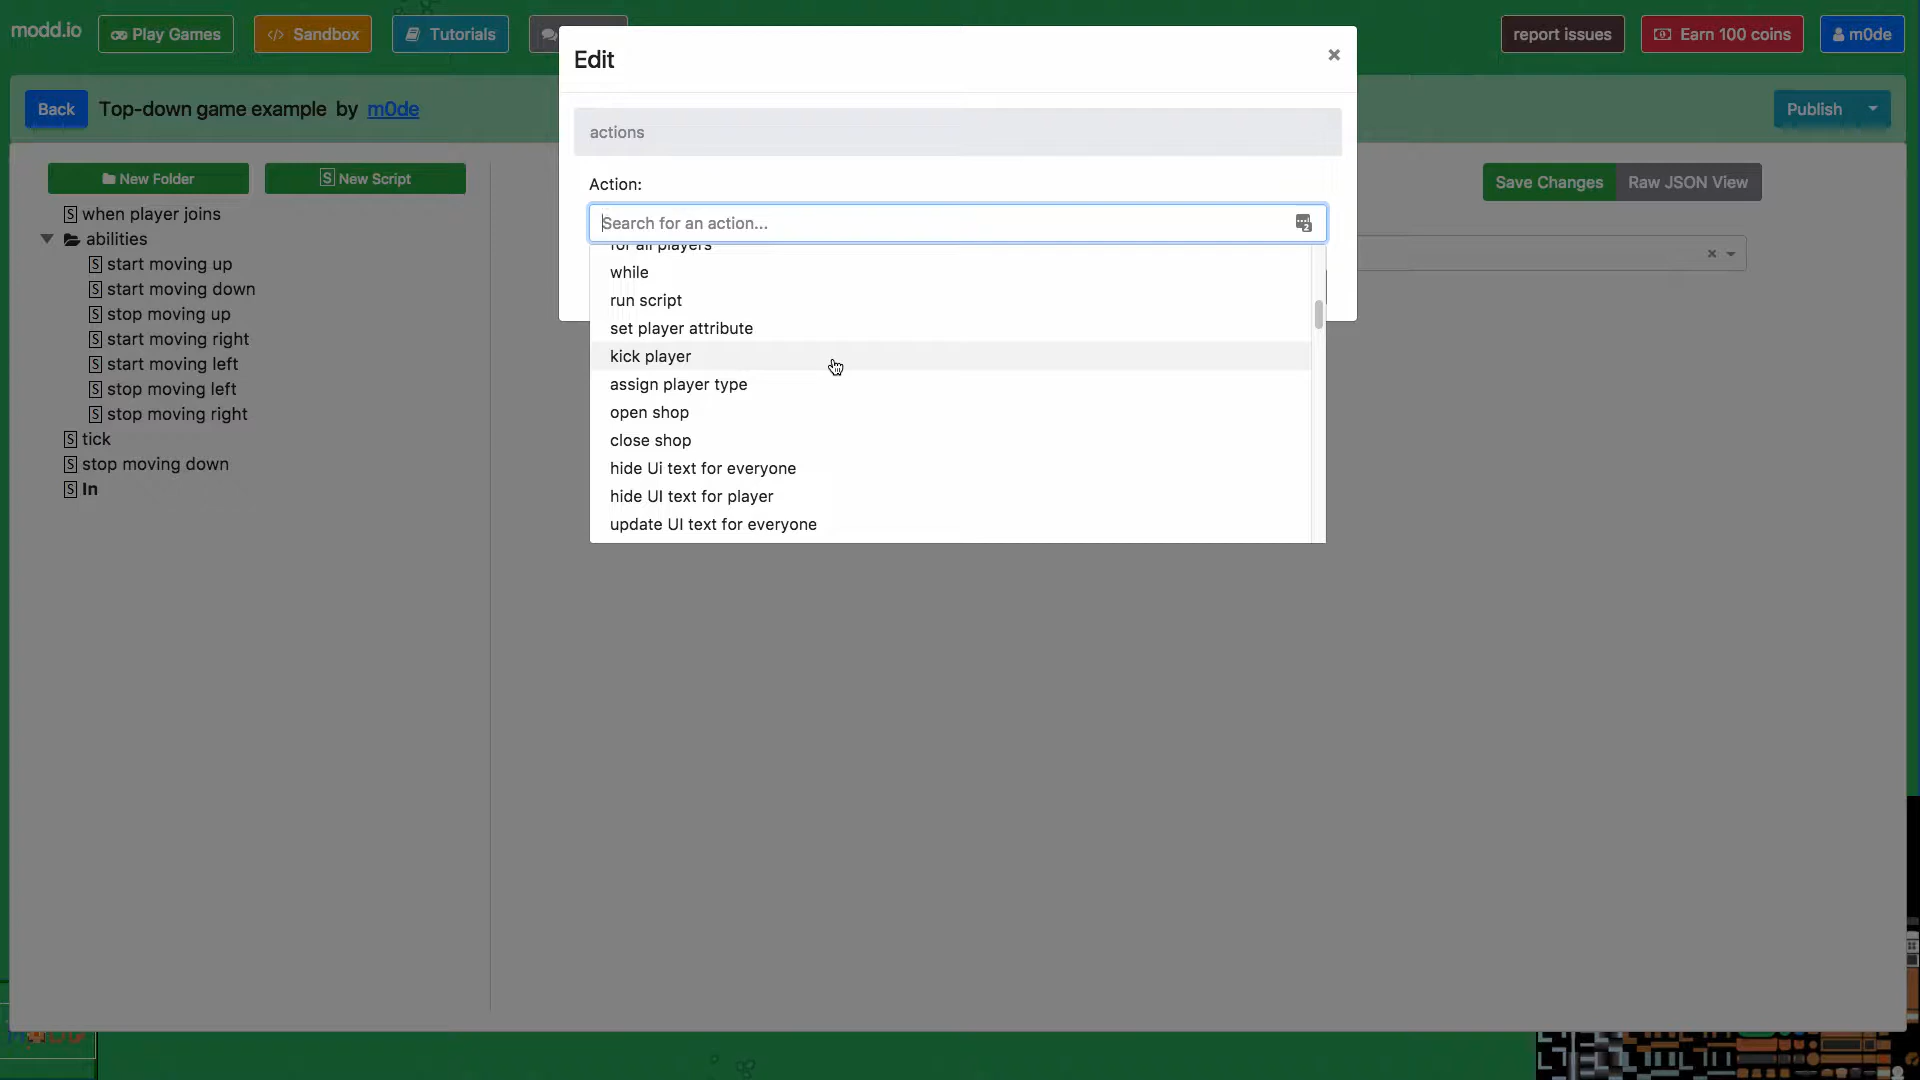 modd.io
Play Games
</> Sandbox
Tutorials
report issues
Earn 100 coins
m0de
Back
Top-down game example by m0de
Publish
New Folder
S New Script
Save Changes
Raw JSON View
S when player joins
abilities
S start moving up
S start moving down
S stop moving up
S start moving right
S start moving left
S stop moving left
S stop moving right
S tick
S stop moving down
S In
Edit
×
actions
Action:
Search for an action...
2
for all players
while
run script
set player attribute
kick player
assign player type
open shop
close shop
hide Ui text for everyone
hide UI text for player
update UI text for everyone
×